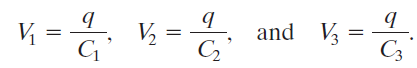 V₁ = q/C₁, V₂ = q/C₂, and V₃ = q/C₃.